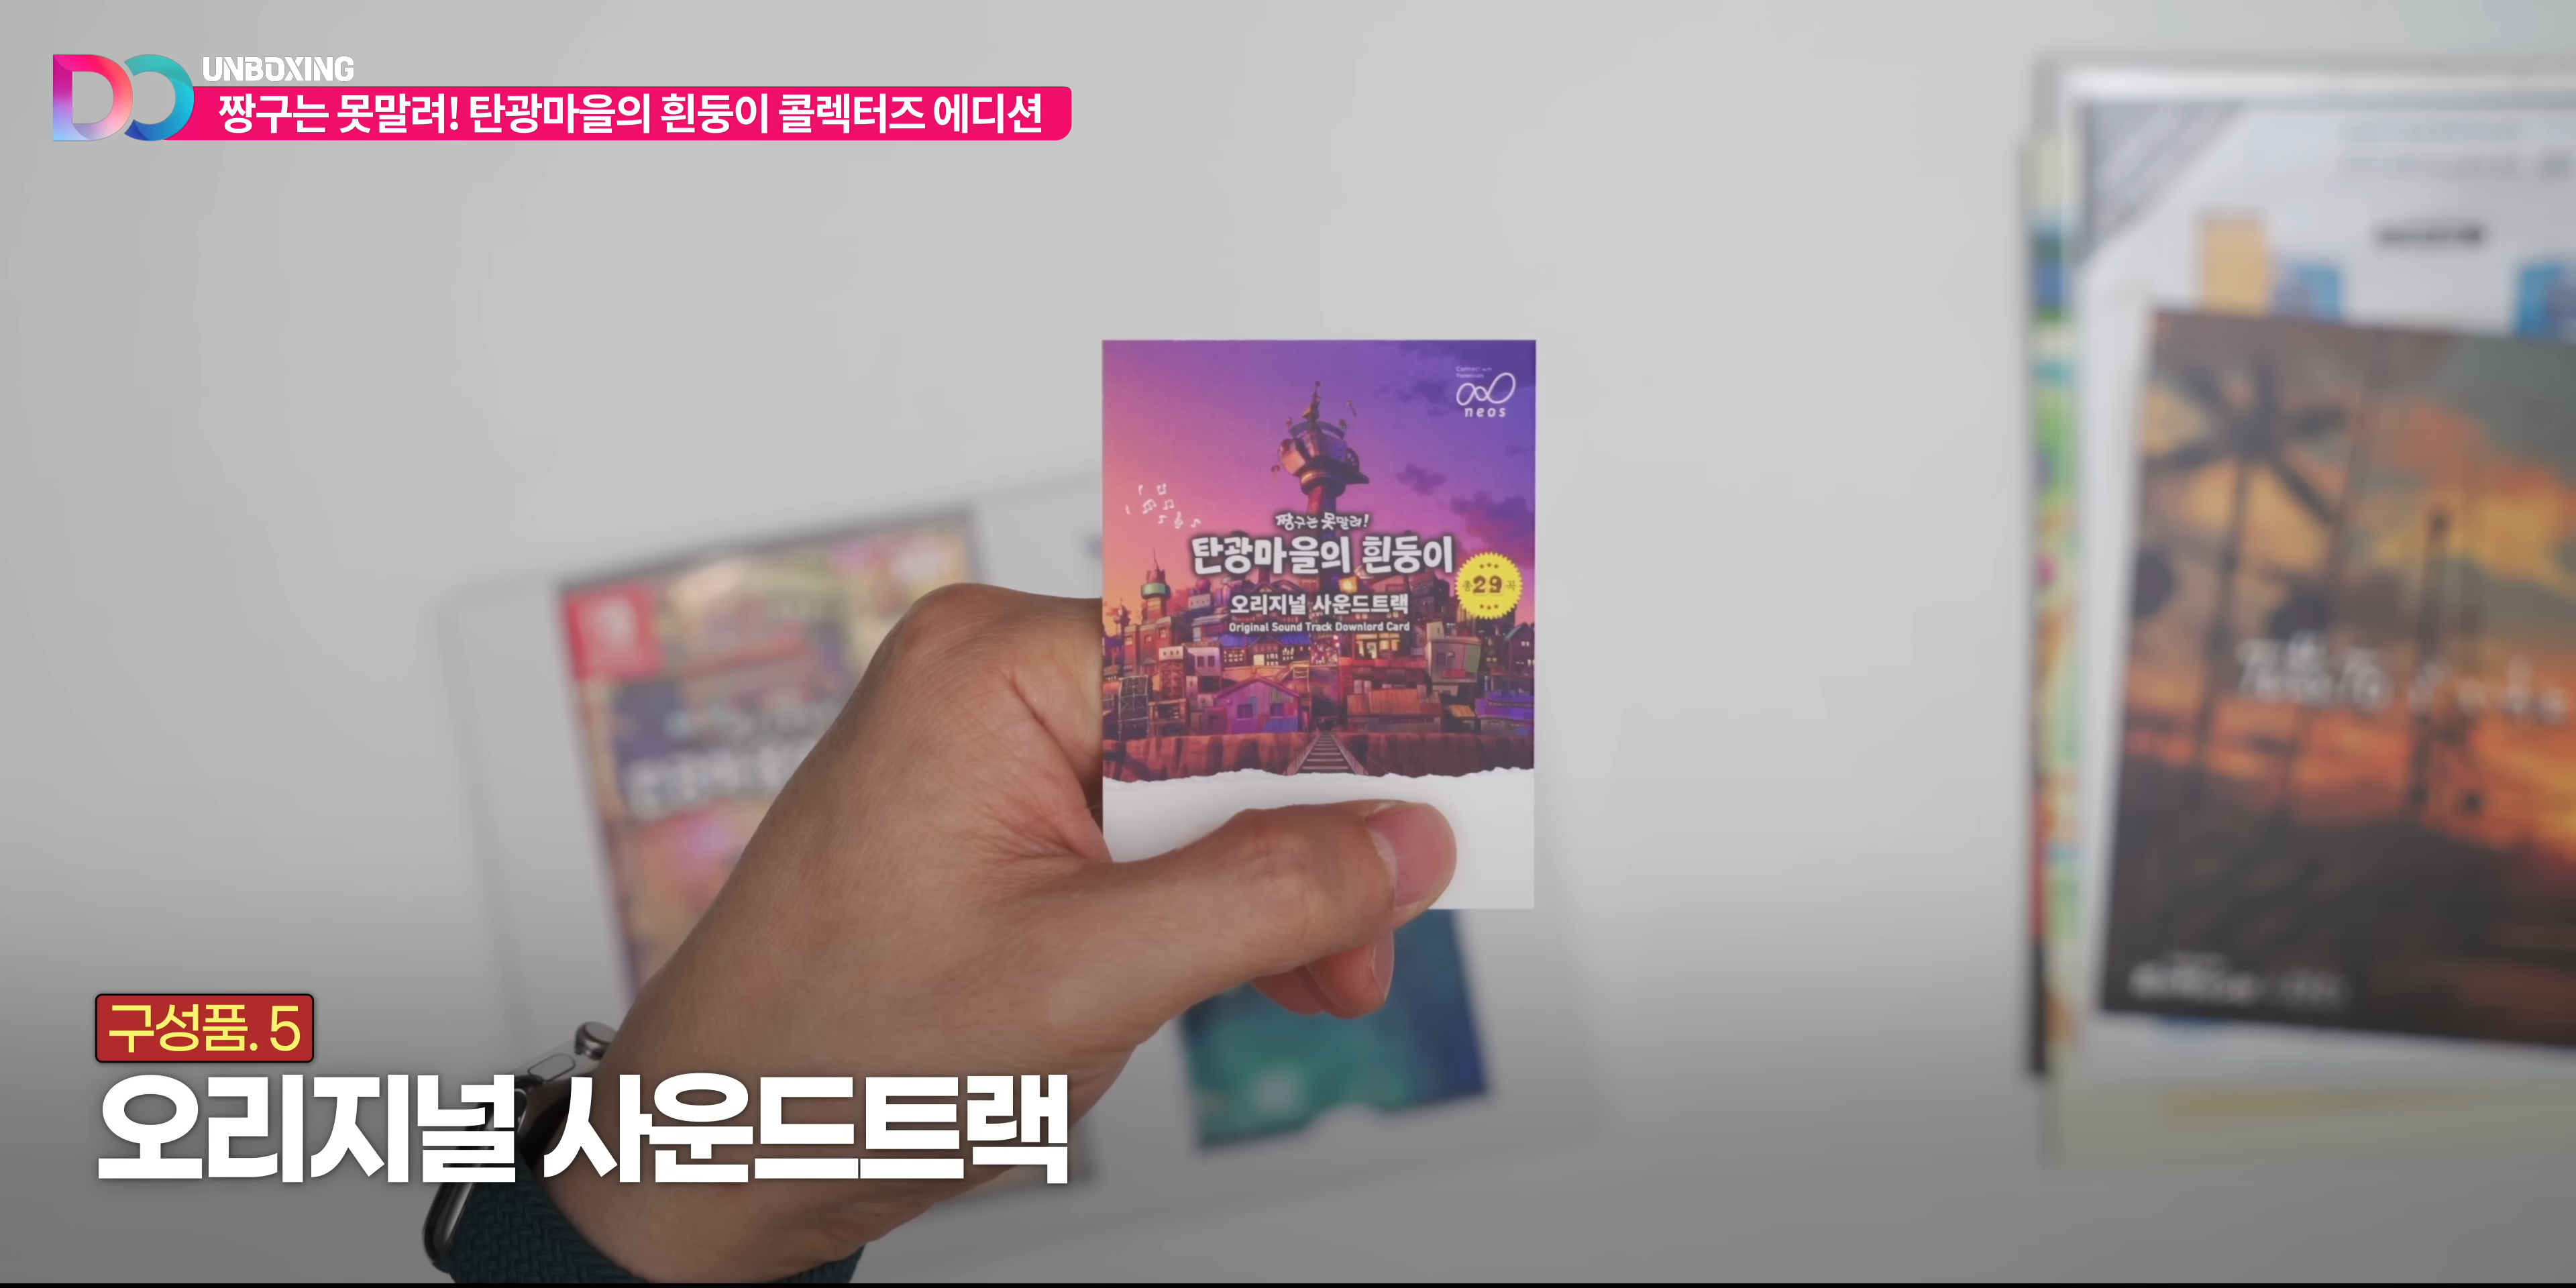 DO
UNBOXING
짱구는 못말려! 탄광마을의 흰둥이 콜렉터즈 에디션
neos
짱구는 못말려!
탄광마을의 흰둥이
총 29 곡
오리지널 사운드트랙
Original Sound Track Downlord Card
구성품. 5
오리지널 사운드트랙